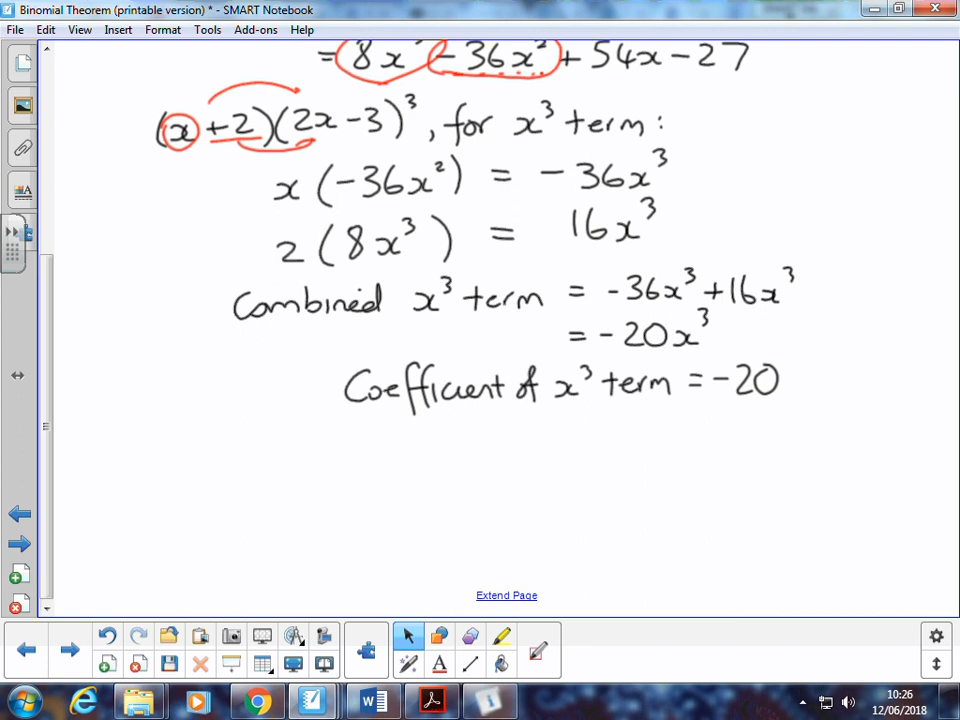 Binomial Theorem (printable version) * - SMART Notebook
File Edit View Insert Format Tools Add-ons Help
= 8x³ - 36x² + 54x - 27
(x + 2)(2x - 3)³, for x³ term:
x(-36x²) = -36x³
2(8x³) = 16x³
Combined x³ term = -36x³ + 16x³
= -20x³
Coefficient of x³ term = -20
Extend Page
10:26
12/06/2018